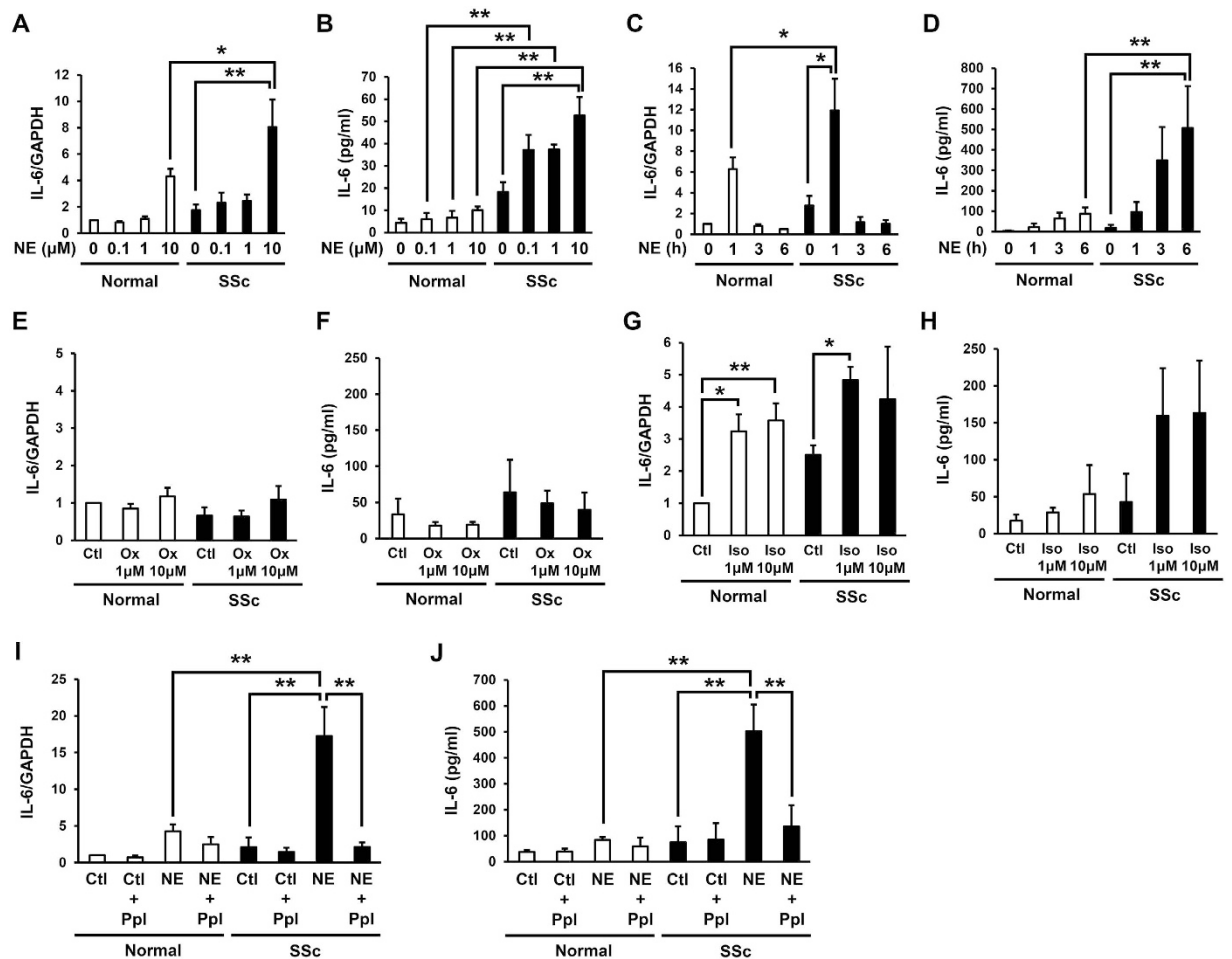 A
*
**
IL-6/GAPDH
12
10
8
6
4
2
0
NE (µM) 0 0.1 1 10 0 0.1 1 10
Normal SSc
B
**
**
**
**
IL-6 (pg/ml)
60
50
40
30
20
10
0
NE (µM) 0 0.1 1 10 0 0.1 1 10
Normal SSc
C
*
*
IL-6/GAPDH
16
14
12
10
8
6
4
2
0
NE (h) 0 1 3 6 0 1 3 6
Normal SSc
D
**
**
IL-6 (pg/ml)
800
700
600
500
400
300
200
100
0
NE (h) 0 1 3 6 0 1 3 6
Normal SSc
E
IL-6/GAPDH
5
4
3
2
1
0
Ctl Ox Ox Ctl Ox Ox
1µM 10µM 1µM 10µM
Normal SSc
F
IL-6 (pg/ml)
250
200
150
100
50
0
Ctl Ox Ox Ctl Ox Ox
1µM 10µM 1µM 10µM
Normal SSc
G
*
**
*
IL-6/GAPDH
6
5
4
3
2
1
0
Ctl Iso Iso Ctl Iso Iso
1µM 10µM 1µM 10µM
Normal SSc
H
IL-6 (pg/ml)
250
200
150
100
50
0
Ctl Iso Iso Ctl Iso Iso
1µM 10µM 1µM 10µM
Normal SSc
I
**
** **
IL-6/GAPDH
25
20
15
10
5
0
Ctl Ctl NE NE Ctl Ctl NE NE
+ + + +
Ppl Ppl Ppl Ppl
Normal SSc
J
**
** **
IL-6 (pg/ml)
700
600
500
400
300
200
100
0
Ctl Ctl NE NE Ctl Ctl NE NE
+ + + +
Ppl Ppl Ppl Ppl
Normal SSc